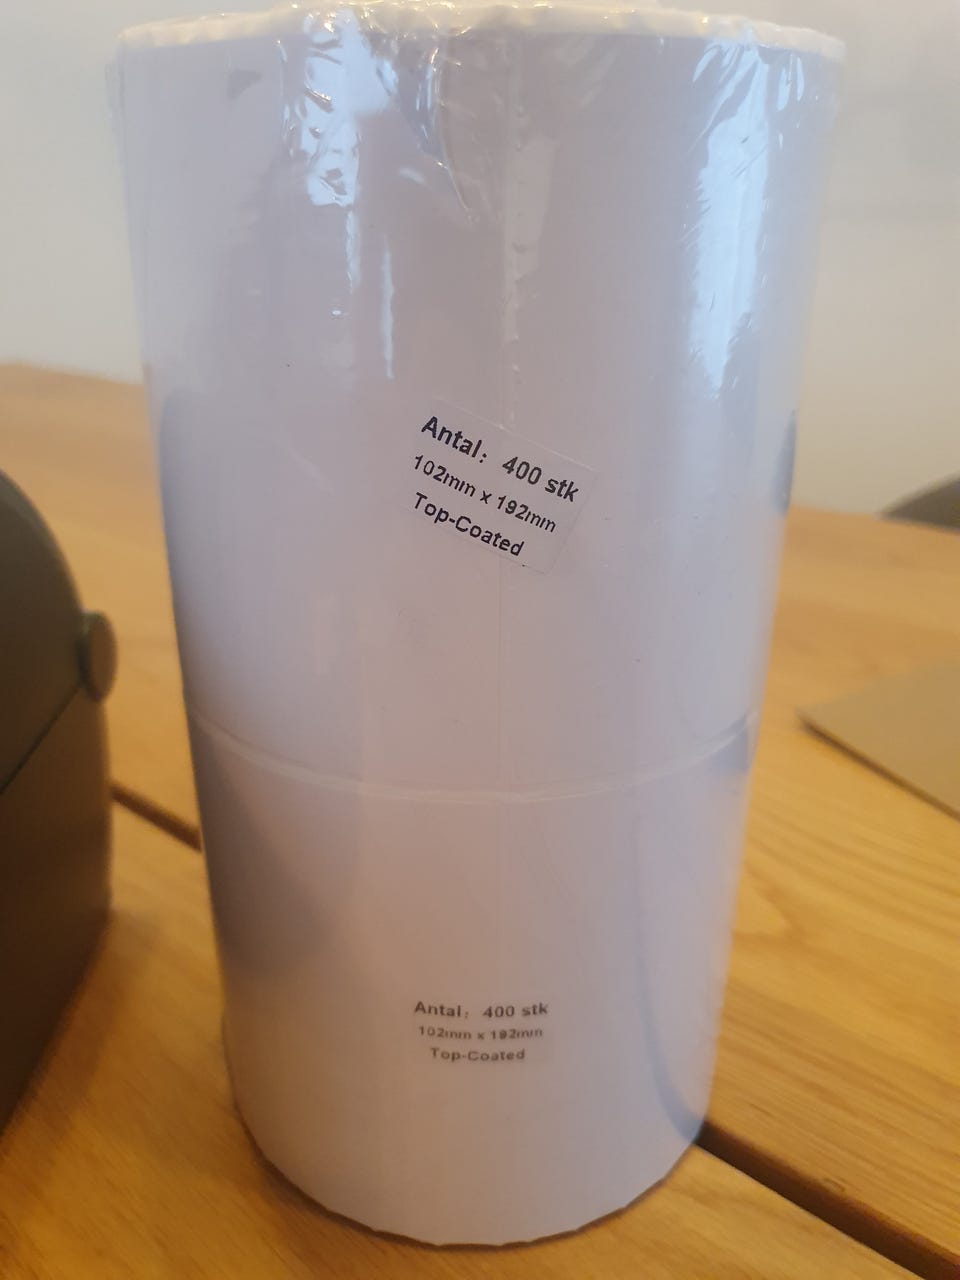 Antal: 400 stk
102mm x 192mm
Top-Coated
Antal: 400 stk
102mm x 192mm
Top-Coated